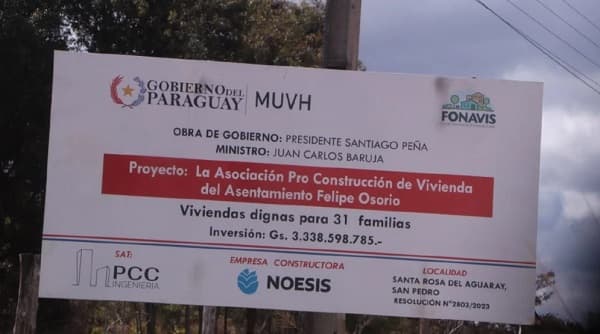 GOBIERNO DEL
PARAGUAY
MUVH
FONAVIS
OBRA DE GOBIERNO: PRESIDENTE SANTIAGO PEÑA
MINISTRO: JUAN CARLOS BARUJA
Proyecto: La Asociación Pro Construcción de Vivienda
del Asentamiento Felipe Osorio
Viviendas dignas para 31 familias
Inversión: Gs. 3.338.598.785.-
SAT:
PCC
INGENIERIA
EMPRESA CONSTRUCTORA
NOESIS
LOCALIDAD
SANTA ROSA DEL AGUARAY,
SAN PEDRO
RESOLUCIÓN N°2803/2023